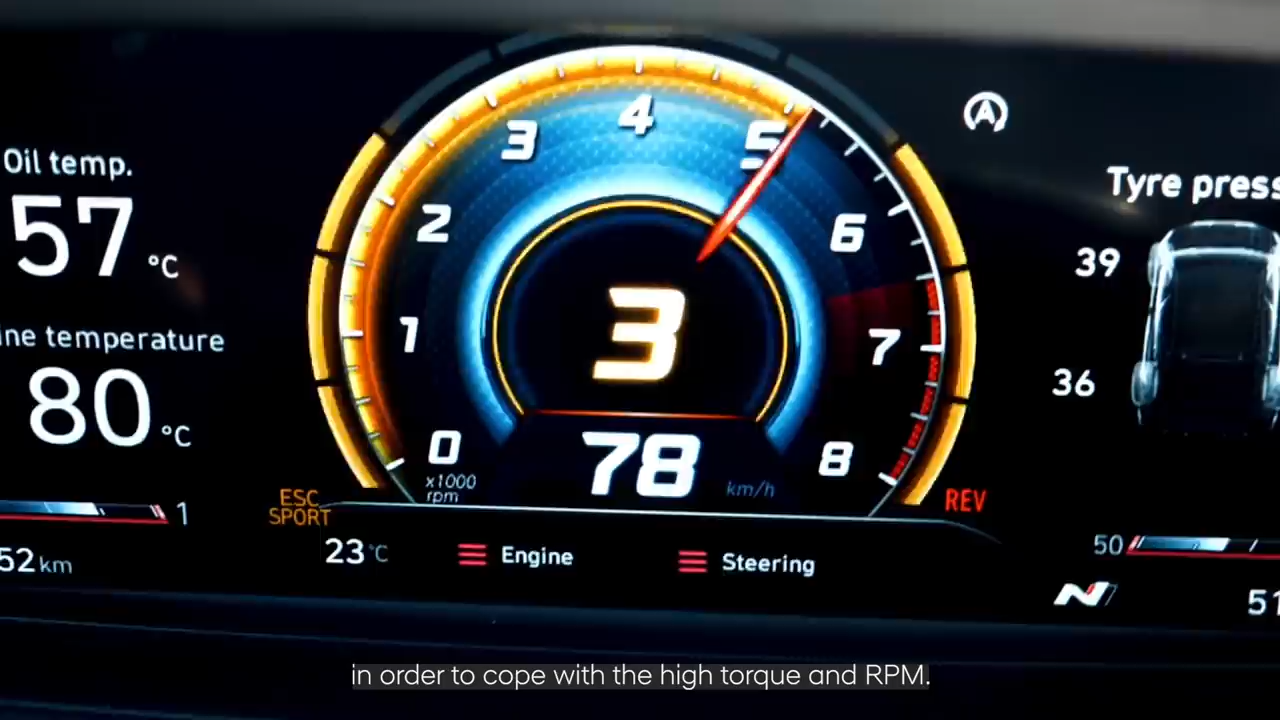 Oil temp.
57 °C
ine temperature
80 °C
1
52 km
0
1
2
3
4
5
6
7
8
x1000
rpm
3
78 km/h
ESC
SPORT
REV
23 °C
Engine
Steering
A
Tyre press
39
36
50
N
51
in order to cope with the high torque and RPM.